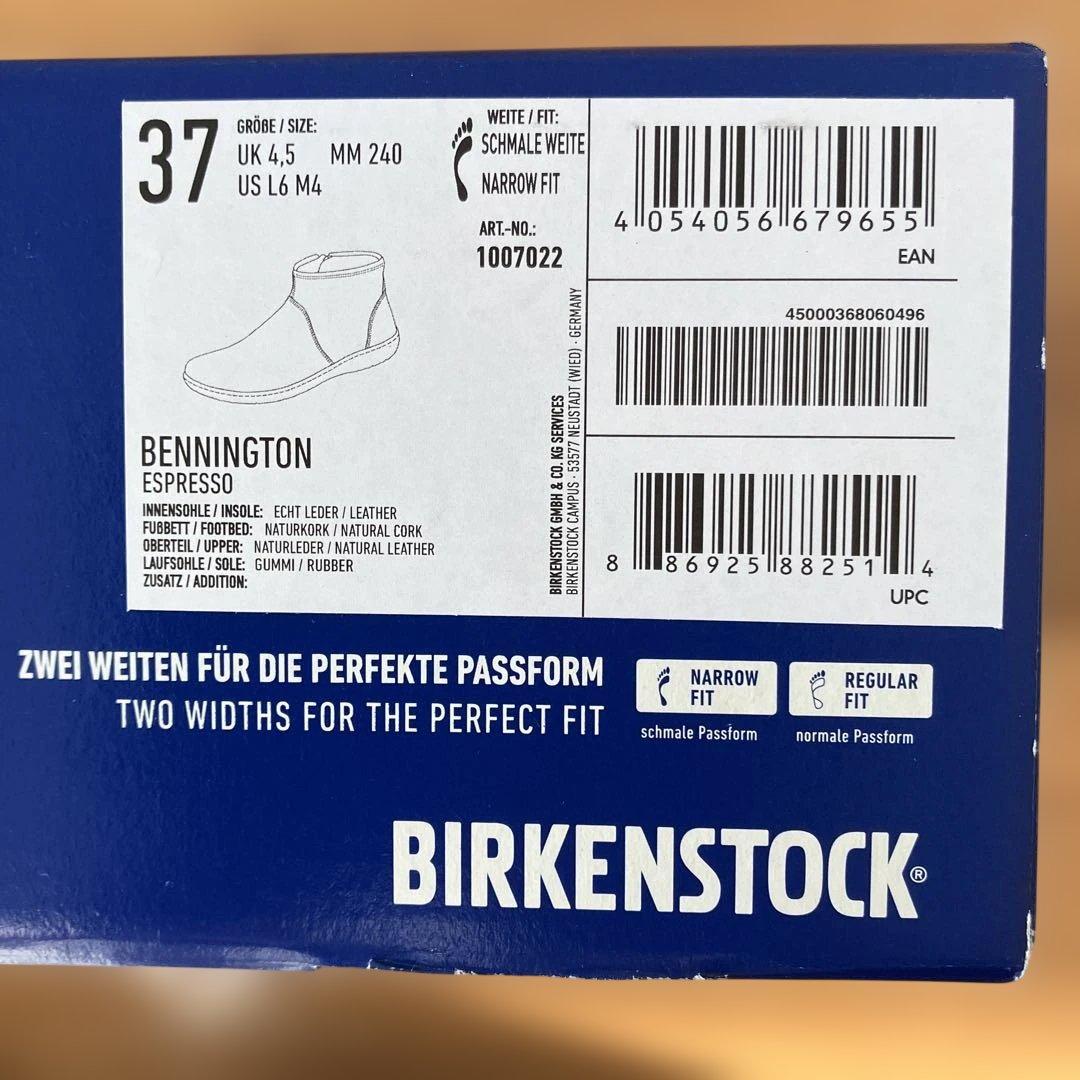 37
GRÖßE / SIZE:
UK 4,5 MM 240
US L6 M4
WEITE / FIT:
SCHMALE WEITE
NARROW FIT
ART.-NO.:
1007022
BENNINGTON
ESPRESSO
INNENSOHLE / INSOLE: ECHT LEDER / LEATHER
FUßBETT / FOOTBED: NATURKORK / NATURAL CORK
OBERTEIL / UPPER: NATURLEDER / NATURAL LEATHER
LAUFSOHLE / SOLE: GUMMI / RUBBER
ZUSATZ / ADDITION:
BIRKENSTOCK GMBH & CO. KG SERVICES
BIRKENSTOCK CAMPUS · 53577 NEUSTADT (WIED) · GERMANY
4 054056 679655
EAN
45000368060496
8 86925 88251 4
UPC
ZWEI WEITEN FÜR DIE PERFEKTE PASSFORM
TWO WIDTHS FOR THE PERFECT FIT
NARROW
FIT
schmale Passform
REGULAR
FIT
normale Passform
BIRKENSTOCK®